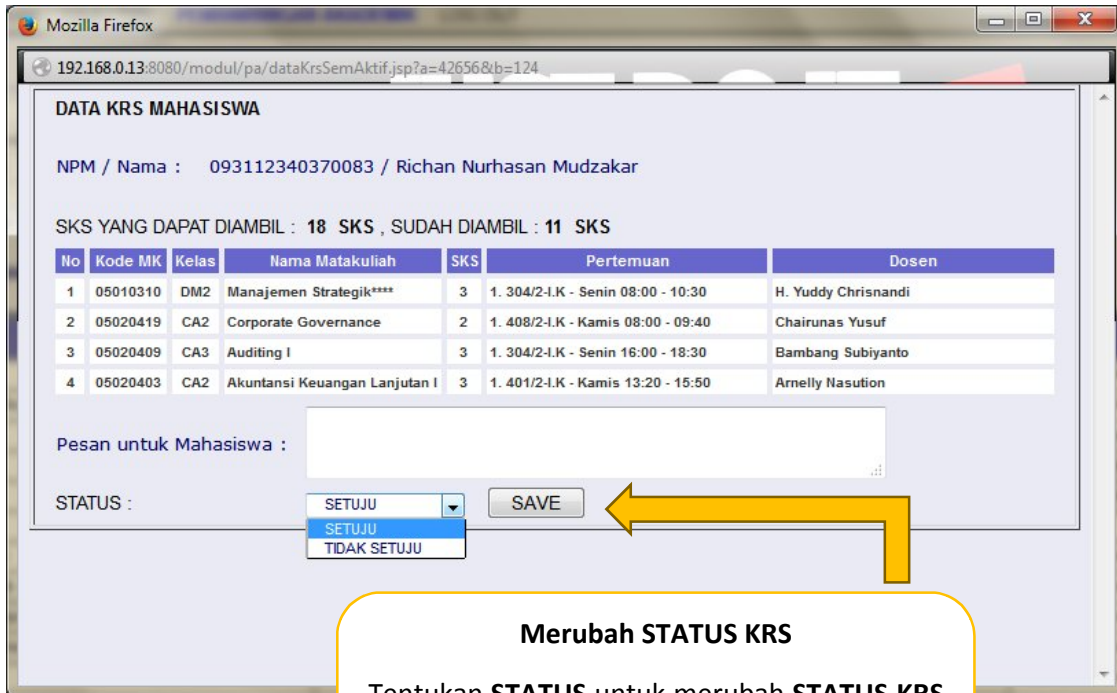 Mozilla Firefox
192.168.0.13:8080/modul/pa/dataKrsSemAktif.jsp?a=42656&b=124
DATA KRS MAHASISWA
NPM / Nama : 093112340370083 / Richan Nurhasan Mudzakar
SKS YANG DAPAT DIAMBIL : 18 SKS , SUDAH DIAMBIL : 11 SKS
No Kode MK Kelas Nama Matakuliah SKS Pertemuan Dosen
1 05010310 DM2 Manajemen Strategik**** 3 1. 304/2-I.K - Senin 08:00 - 10:30 H. Yuddy Chrisnandi
2 05020419 CA2 Corporate Governance 2 1. 408/2-I.K - Kamis 08:00 - 09:40 Chairunas Yusuf
3 05020409 CA3 Auditing I 3 1. 304/2-I.K - Senin 16:00 - 18:30 Bambang Subiyanto
4 05020403 CA2 Akuntansi Keuangan Lanjutan I 3 1. 401/2-I.K - Kamis 13:20 - 15:50 Arnelly Nasution
Pesan untuk Mahasiswa :
STATUS : SETUJU SAVE
SETUJU
TIDAK SETUJU
Merubah STATUS KRS
Tentukan STATUS untuk merubah STATUS KRS